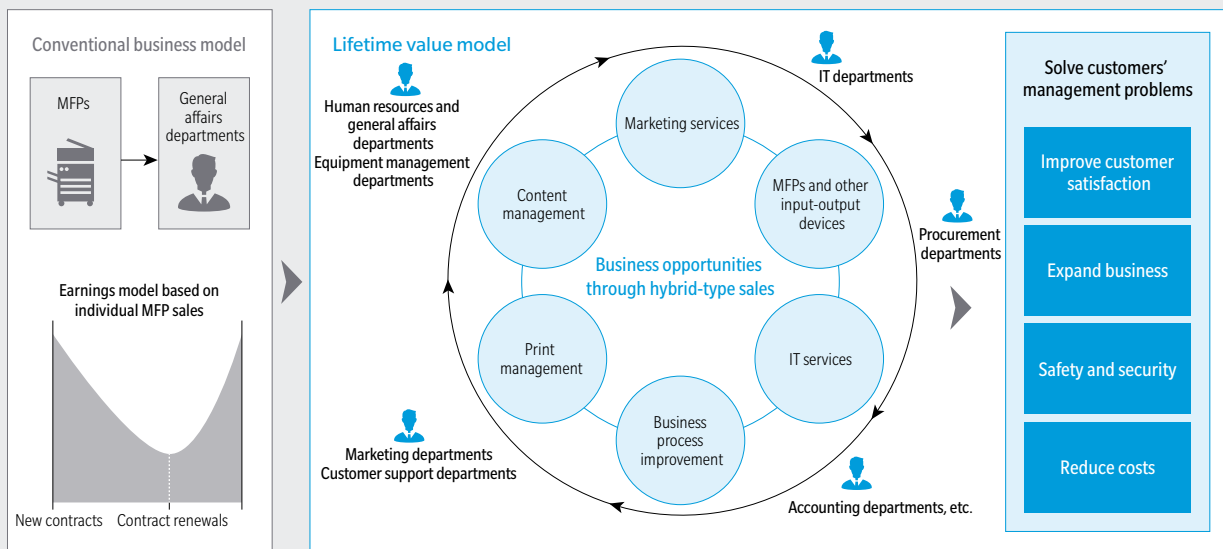 Conventional business model
MFPs
General
affairs
departments
Earnings model based on
individual MFP sales
New contracts
Contract renewals
Lifetime value model
Human resources and
general affairs
departments
Equipment management
departments
IT departments
Procurement
departments
Accounting departments, etc.
Marketing departments
Customer support departments
Marketing services
MFPs and other
input-output
devices
IT services
Business
process
improvement
Print
management
Content
management
Business opportunities
through hybrid-type sales
Solve customers’
management problems
Improve customer
satisfaction
Expand business
Safety and security
Reduce costs